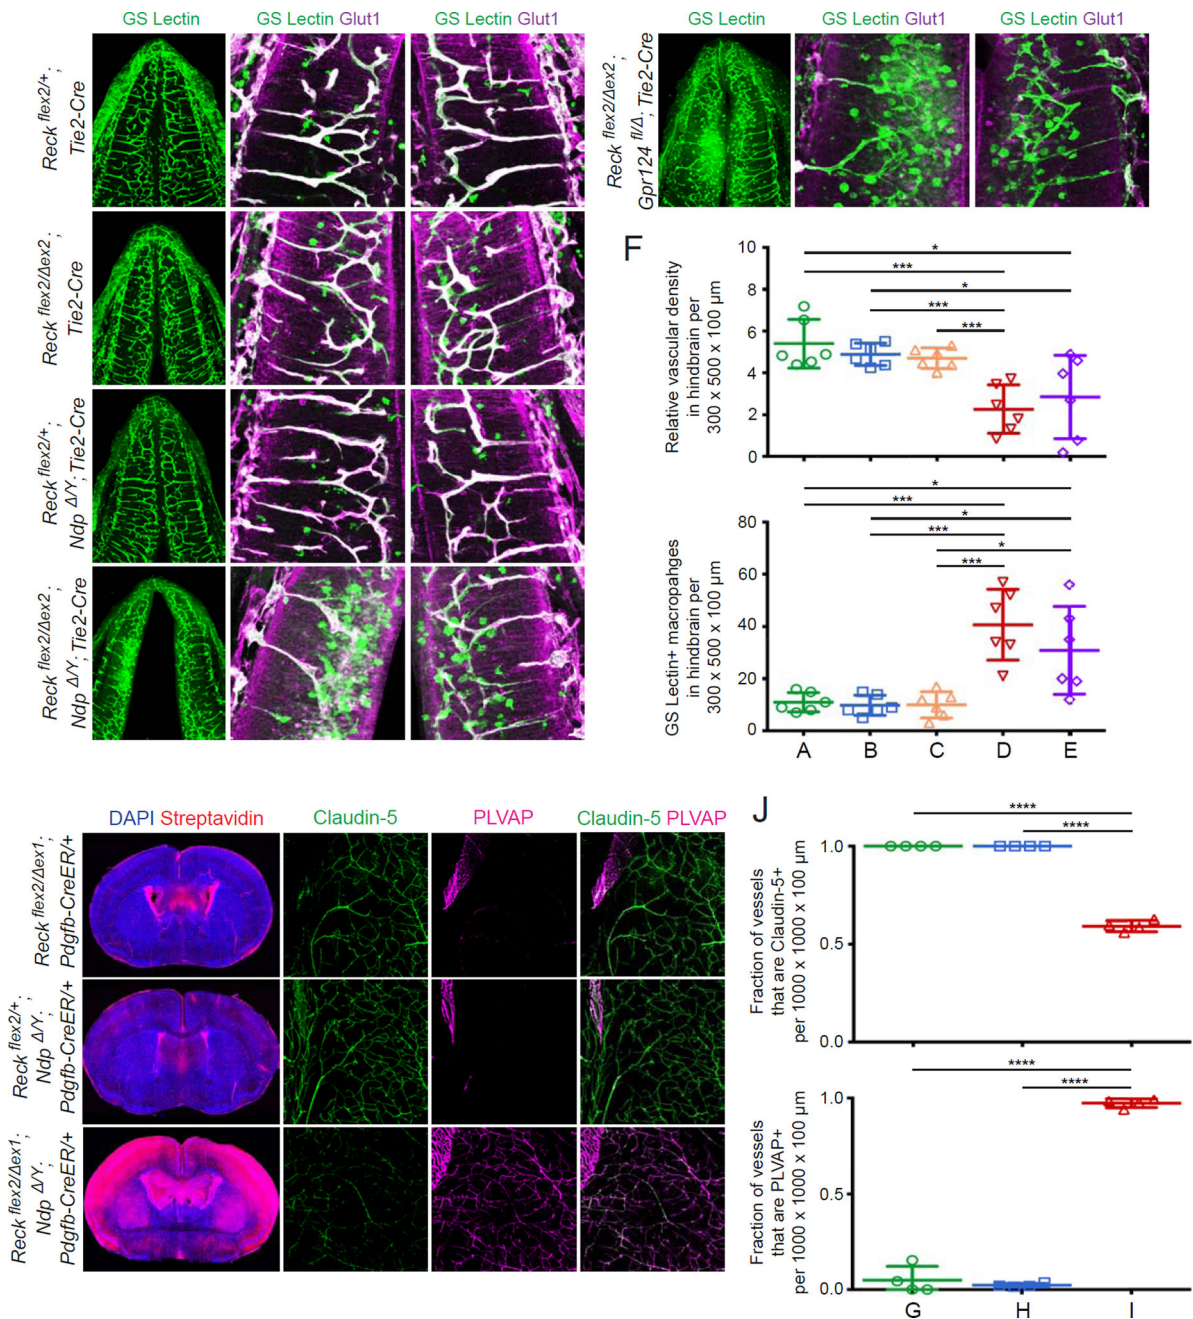 GS Lectin
GS Lectin Glut1
Reck flex2/+;
Tie2-Cre
Reck flex2/Δex2;
Tie2-Cre
Reck flex2/+;
Ndp Δ/Y; Tie2-Cre
Reck flex2/Δex2;
Ndp Δ/Y; Tie2-Cre
GS Lectin
GS Lectin Glut1
Reck flex2/Δex2;
Gpr124 fl/Δ; Tie2-Cre
F
Relative vascular density
in hindbrain per
300 x 500 x 100 µm
10
8
6
4
2
0
*
***
*
***
***
GS Lectin+ macropahges
in hindbrain per
300 x 500 x 100 µm
80
60
40
20
0
*
***
*
***
*
***
A B C D E
DAPI Streptavidin
Claudin-5
PLVAP
Claudin-5 PLVAP
Reck flex2/Δex1;
Pdgfb-CreER/+
Reck flex2/+;
Ndp Δ/Y;
Pdgfb-CreER/+
Reck flex2/Δex1;
Ndp Δ/Y;
Pdgfb-CreER/+
J
Fraction of vessels
that are Claudin-5+
per 1000 x 1000 x 100 µm
1.0
0.5
0.0
****
****
Fraction of vessels
that are PLVAP+
per 1000 x 1000 x 100 µm
1.0
0.5
0.0
****
****
G H I